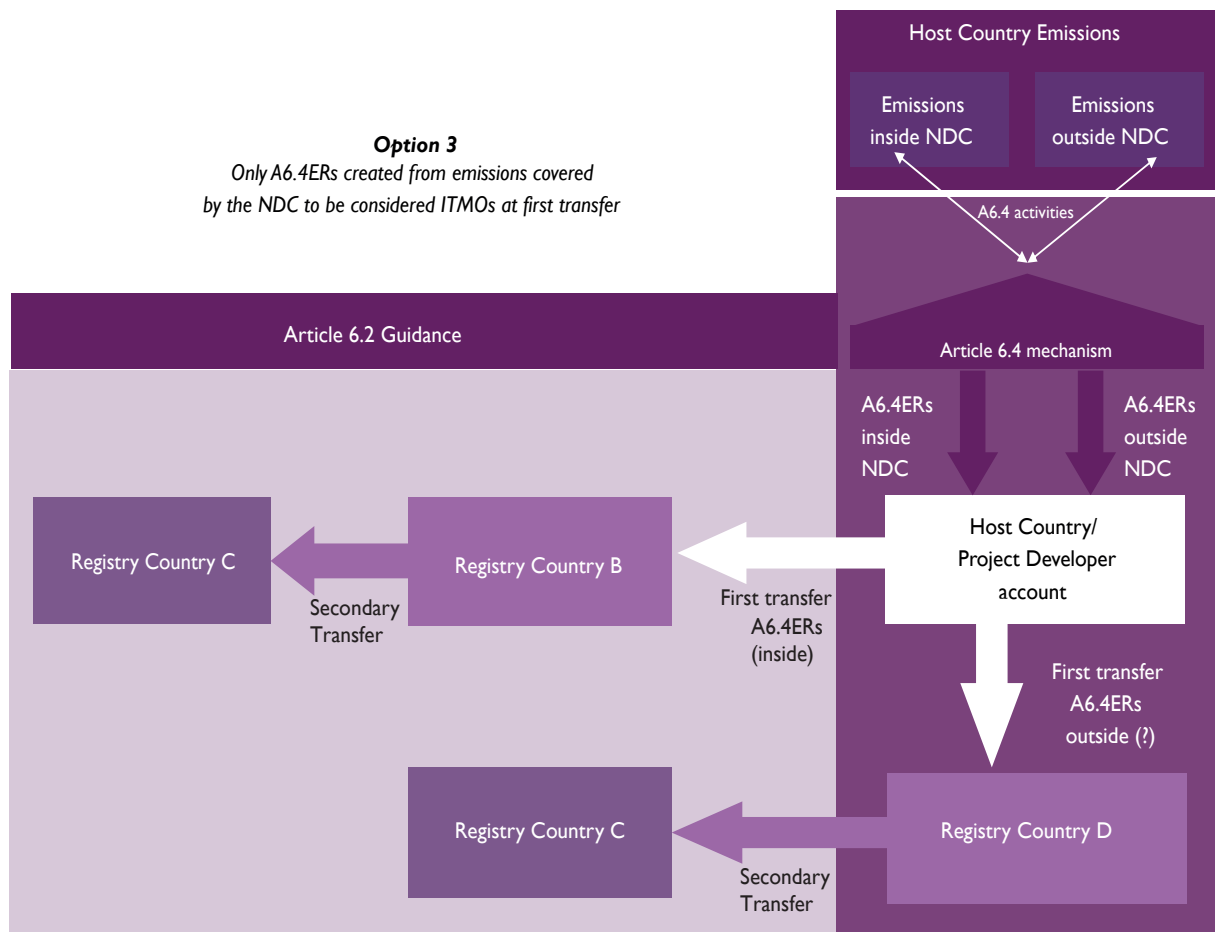 Host Country Emissions
Emissions
inside NDC
Emissions
outside NDC
Option 3
Only A6.4ERs created from emissions covered
by the NDC to be considered ITMOs at first transfer
A6.4 activities
Article 6.2 Guidance
Article 6.4 mechanism
A6.4ERs
inside
NDC
A6.4ERs
outside
NDC
Registry Country C
Secondary
Transfer
Registry Country B
First transfer
A6.4ERs
(inside)
Host Country/
Project Developer
account
First transfer
A6.4ERs
outside (?)
Registry Country C
Secondary
Transfer
Registry Country D